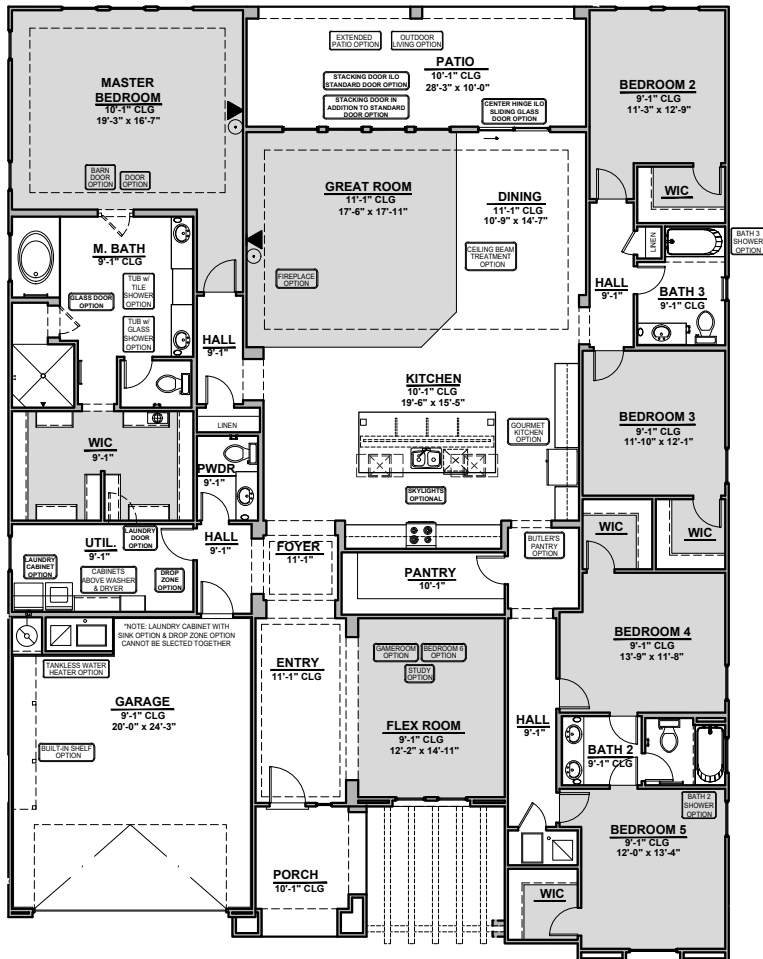 MASTER
BEDROOM
10'-1" CLG
19'-3" x 16'-7"
BARN
DOOR
OPTION
DOOR
OPTION
EXTENDED
PATIO OPTION
OUTDOOR
LIVING OPTION
PATIO
10'-1" CLG
28'-3" x 10'-0"
STACKING DOOR ILO
STANDARD DOOR OPTION
STACKING DOOR IN
ADDITION TO STANDARD
DOOR OPTION
CENTER HINGE ILO
SLIDING GLASS
DOOR OPTION
BEDROOM 2
9'-1" CLG
11'-3" x 12'-9"
WIC
GREAT ROOM
11'-1" CLG
17'-6" x 17'-11"
FIREPLACE
OPTION
DINING
11'-1" CLG
10'-9" x 14'-7"
CEILING BEAM
TREATMENT
OPTION
LINEN
BATH 3
SHOWER
OPTION
HALL
9'-1"
BATH 3
9'-1" CLG
M. BATH
9'-1" CLG
GLASS DOOR
OPTION
TUB w/
TILE
SHOWER
OPTION
TUB w/
GLASS
SHOWER
OPTION
HALL
9'-1"
LINEN
KITCHEN
10'-1" CLG
19'-6" x 15'-5"
GOURMET
KITCHEN
OPTION
SKYLIGHTS
OPTIONAL
BEDROOM 3
9'-1" CLG
11'-10" x 12'-1"
WIC
WIC
WIC
9'-1"
PWDR
9'-1"
UTIL.
9'-1"
LAUNDRY
DOOR
OPTION
LAUNDRY
CABINET
OPTION
CABINETS
ABOVE WASHER
& DRYER
DROP
ZONE
OPTION
HALL
9'-1"
FOYER
11'-1"
PANTRY
10'-1"
BUTLER'S
PANTRY
OPTION
*NOTE: LAUNDRY CABINET WITH
SINK OPTION & DROP ZONE OPTION
CANNOT BE SLECTED TOGETHER
TANKLESS WATER
HEATER OPTION
GARAGE
9'-1" CLG
20'-0" x 24'-3"
BUILT-IN SHELF
OPTION
ENTRY
11'-1" CLG
GAMEROOM
OPTION
BEDROOM 6
OPTION
STUDY
OPTION
FLEX ROOM
9'-1" CLG
12'-2" x 14'-11"
HALL
9'-1"
BEDROOM 4
9'-1" CLG
13'-9" x 11'-8"
BATH 2
9'-1" CLG
BATH 2
SHOWER
OPTION
BEDROOM 5
9'-1" CLG
12'-0" x 13'-4"
WIC
PORCH
10'-1" CLG